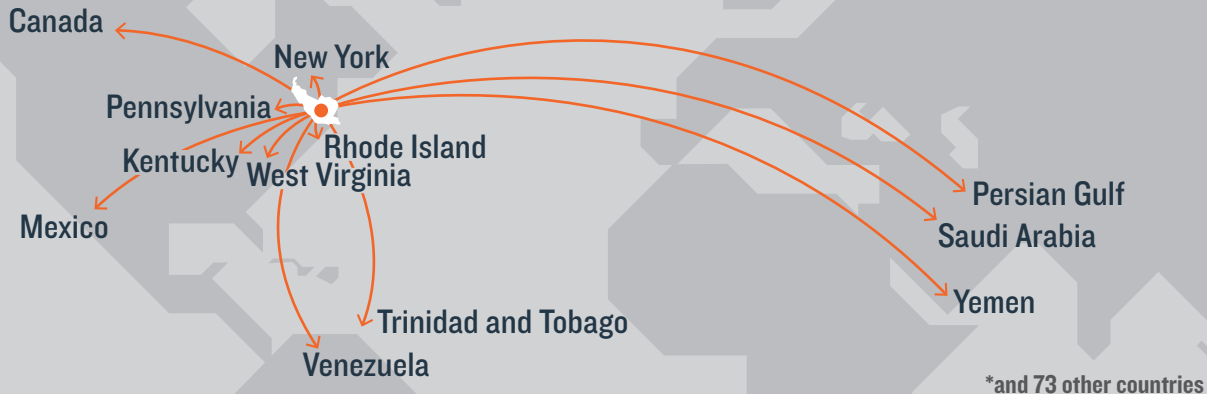 Canada
New York
Pennsylvania
Rhode Island
Kentucky
West Virginia
Persian Gulf
Mexico
Saudi Arabia
Yemen
Trinidad and Tobago
Venezuela
*and 73 other countries